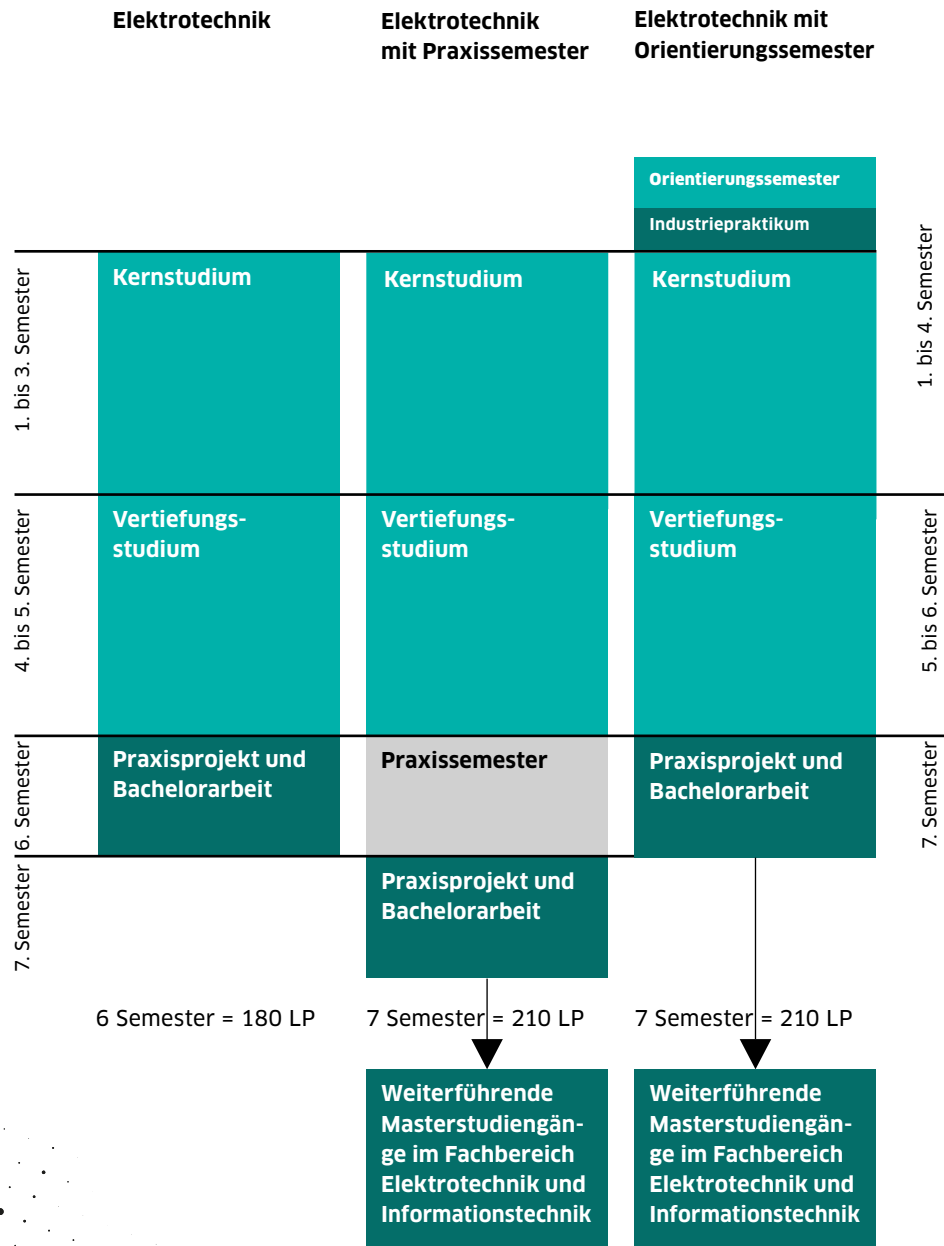 Elektrotechnik
Elektrotechnik
mit Praxissemester
Elektrotechnik mit
Orientierungssemester
Orientierungssemester
Industriepraktikum
1. bis 3. Semester
Kernstudium
Kernstudium
Kernstudium
1. bis 4. Semester
4. bis 5. Semester
Vertiefungs-
studium
Vertiefungs-
studium
Vertiefungs-
studium
5. bis 6. Semester
6. Semester
Praxisprojekt und
Bachelorarbeit
Praxissemester
Praxisprojekt und
Bachelorarbeit
7. Semester
7. Semester
Praxisprojekt und
Bachelorarbeit
6 Semester = 180 LP
7 Semester = 210 LP
7 Semester = 210 LP
Weiterführende
Masterstudiengän-
ge im Fachbereich
Elektrotechnik und
Informationstechnik
Weiterführende
Masterstudiengän-
ge im Fachbereich
Elektrotechnik und
Informationstechnik